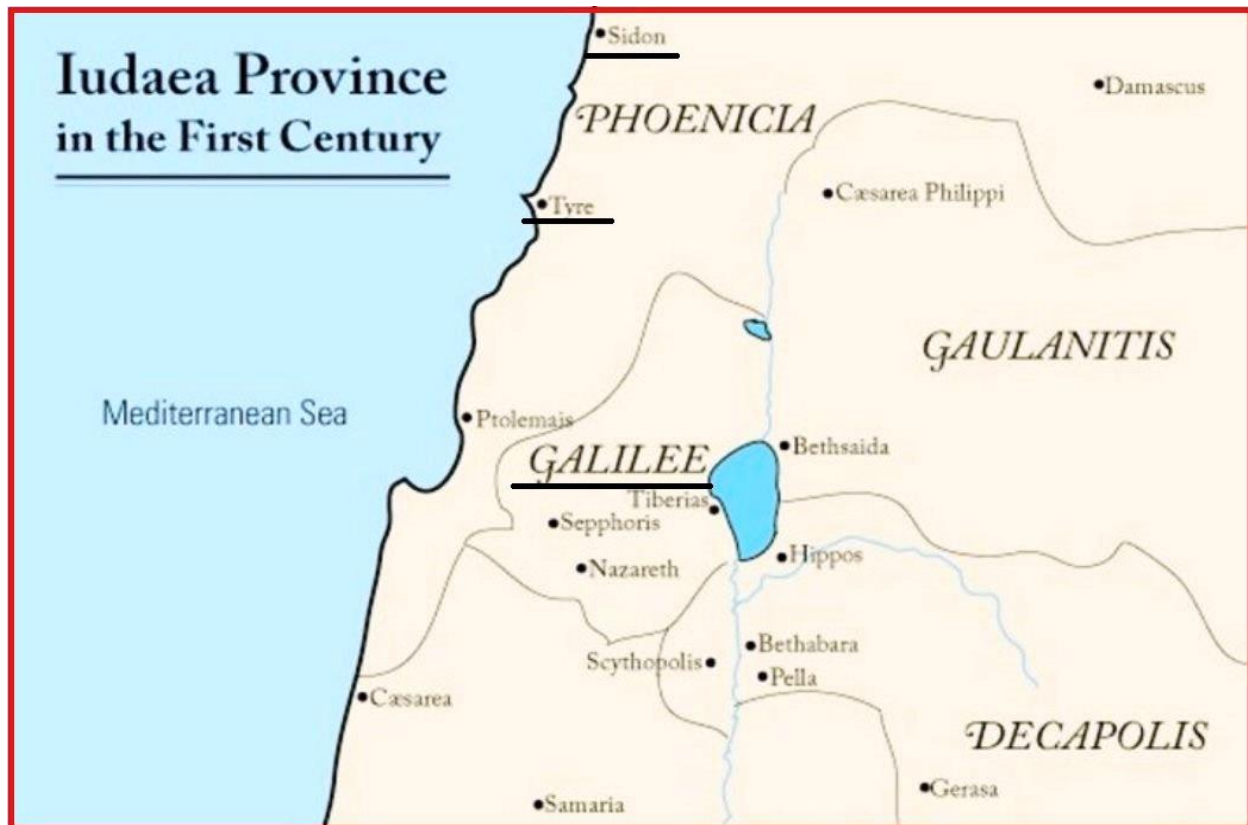 Iudaea Province
in the First Century
Sidon
Damascus
PHOENICIA
Cæsarea Philippi
Tyre
GAULANITIS
Mediterranean Sea
Ptolemais
Bethsaida
GALILEE
Tiberias
Sepphoris
Hippos
Nazareth
Bethabara
Scythopolis
Pella
Cæsarea
DECAPOLIS
Gerasa
Samaria